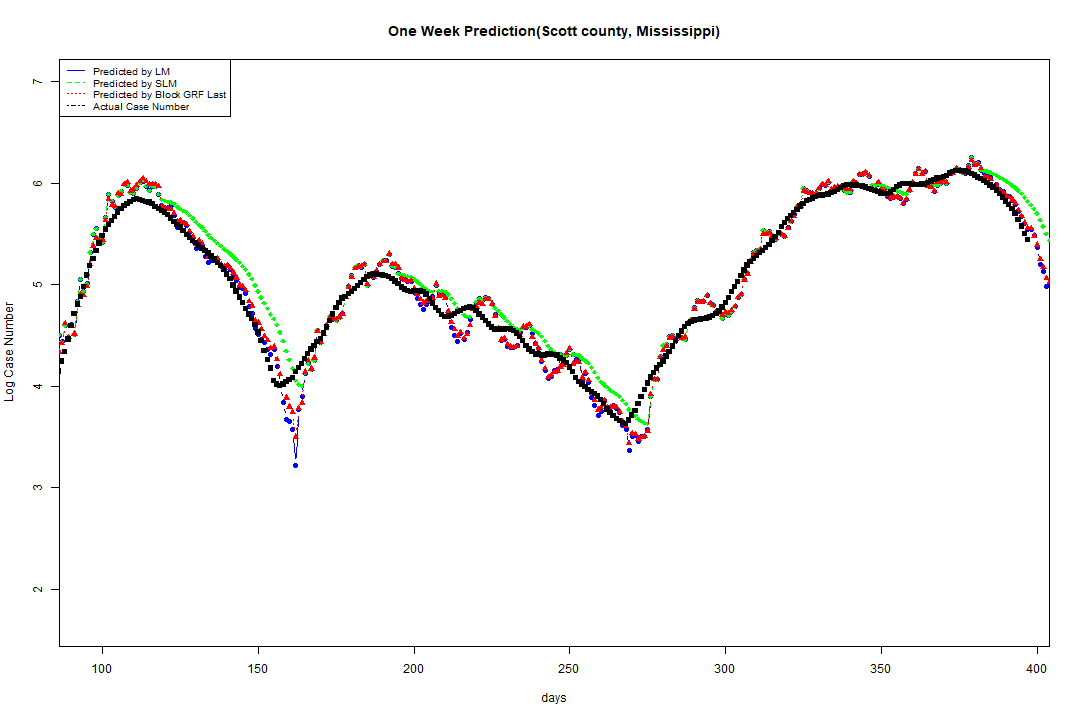 One Week Prediction(Scott county, Mississippi)
Predicted by LM
Predicted by SLM
Predicted by Block GRF Last
Actual Case Number
7
6
5
4
3
2
Log Case Number
100 150 200 250 300 350 400
days